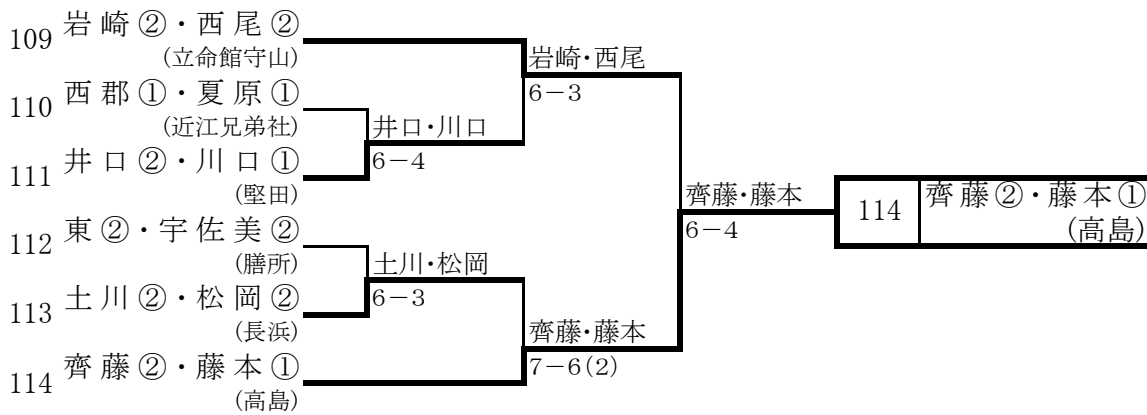 109 岩崎②・西尾②
(立命館守山)
110 西郡①・夏原①
(近江兄弟社)
111 井口②・川口①
(堅田)
112 東②・宇佐美②
(膳所)
113 土川②・松岡②
(長浜)
114 齊藤②・藤本①
(高島)
井口・川口
6－4
土川・松岡
6－3
岩崎・西尾
6－3
齊藤・藤本
7－6(2)
齊藤・藤本
6－4
114 齊藤②・藤本①
(高島)